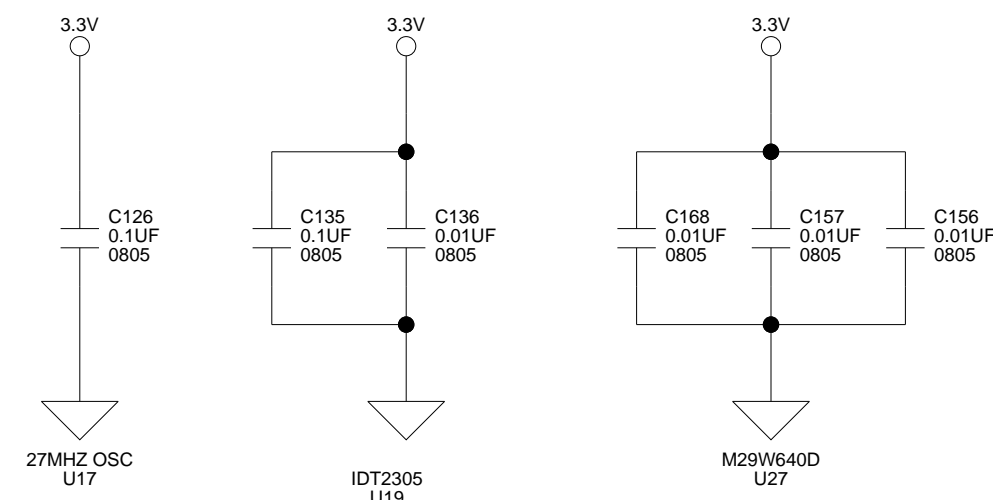 3.3V
3.3V
3.3V
C126
0.1UF
0805
C135
0.1UF
0805
C136
0.01UF
0805
C168
0.01UF
0805
C157
0.01UF
0805
C156
0.01UF
0805
27MHZ OSC
U17
IDT2305
U19
M29W640D
U27